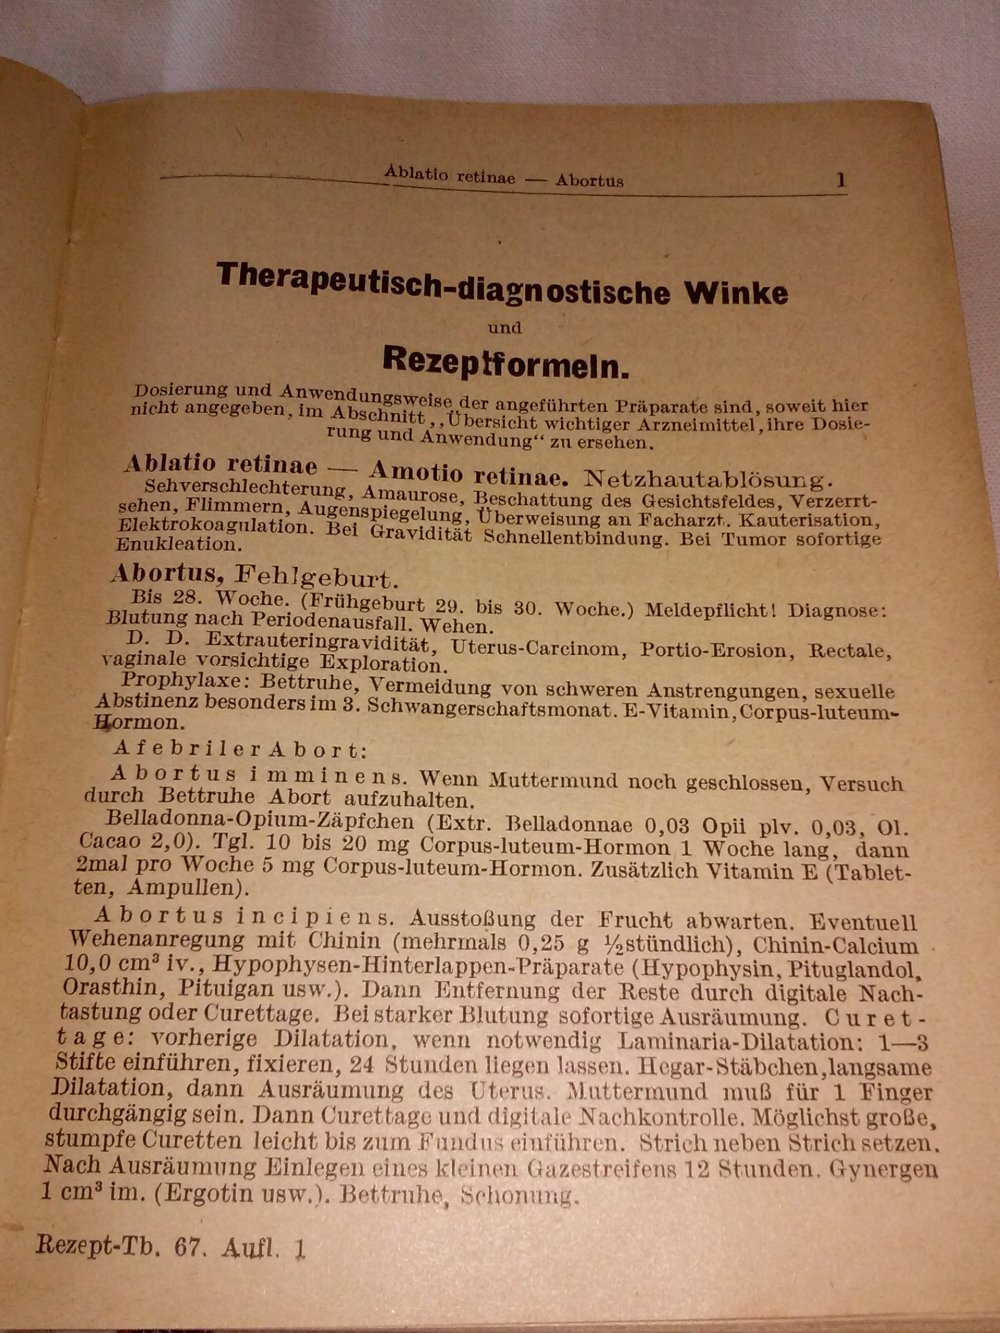 Ablatio retinae — Abortus 1
Therapeutisch-diagnostische Winke
und
Rezeptformeln.
Dosierung und Anwendungsweise der angeführten Präparate sind, soweit hier
nicht angegeben, im Abschnitt „Übersicht wichtiger Arzneimittel, ihre Dosie-
rung und Anwendung“ zu ersehen.
Ablatio retinae — Amotio retinae. Netzhautablösung.
Sehverschlechterung, Amaurose, Beschattung des Gesichtsfeldes, Verzerrt-
sehen, Flimmern, Augenspiegelung, Überweisung an Facharzt. Kauterisation,
Elektrokoagulation. Bei Gravidität Schnellentbindung. Bei Tumor sofortige
Enukleation.
Abortus, Fehlgeburt.
Bis 28. Woche. (Frühgeburt 29. bis 30. Woche.) Meldepflicht! Diagnose:
Blutung nach Periodenausfall. Wehen.
D. D. Extrauteringravidität, Uterus-Carcinom, Portio-Erosion, Rectale,
vaginale vorsichtige Exploration.
Prophylaxe: Bettruhe, Vermeidung von schweren Anstrengungen, sexuelle
Abstinenz besonders im 3. Schwangerschaftsmonat. E-Vitamin, Corpus-luteum-
Hormon.
Afebriler Abort:
Abortus imminens. Wenn Muttermund noch geschlossen, Versuch
durch Bettruhe Abort aufzuhalten.
Belladonna-Opium-Zäpfchen (Extr. Belladonnae 0,03 Opii plv. 0,03, Ol.
Cacao 2,0). Tgl. 10 bis 20 mg Corpus-luteum-Hormon 1 Woche lang, dann
2mal pro Woche 5 mg Corpus-luteum-Hormon. Zusätzlich Vitamin E (Tablet-
ten, Ampullen).
Abortus incipiens. Ausstoßung der Frucht abwarten. Eventuell
Wehenanregung mit Chinin (mehrmals 0,25 g ½stündlich), Chinin-Calcium
10,0 cm³ iv., Hypophysen-Hinterlappen-Präparate (Hypophysin, Pituglandol,
Orasthin, Pituigan usw.). Dann Entfernung der Reste durch digitale Nach-
tastung oder Curettage. Bei starker Blutung sofortige Ausräumung. Curet-
tage: vorherige Dilatation, wenn notwendig Laminaria-Dilatation: 1—3
Stifte einführen, fixieren, 24 Stunden liegen lassen. Hegar-Stäbchen, langsame
Dilatation, dann Ausräumung des Uterus. Muttermund muß für 1 Finger
durchgängig sein. Dann Curettage und digitale Nachkontrolle. Möglichst große,
stumpfe Curetten leicht bis zum Fundus einführen. Strich neben Strich setzen.
Nach Ausräumung Einlegen eines kleinen Gazestreifens 12 Stunden. Gynergen
1 cm³ im. (Ergotin usw.). Bettruhe, Schonung.
Rezept-Tb. 67. Aufl. 1